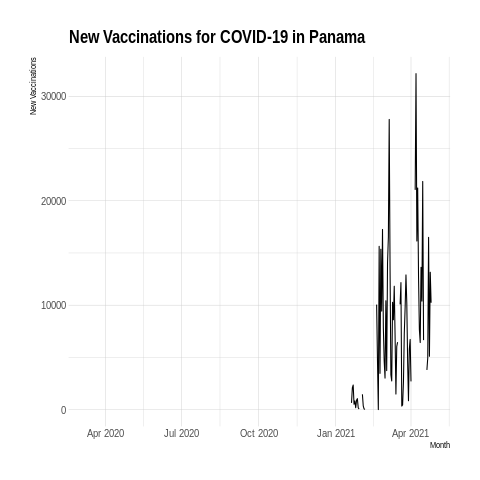 New Vaccinations for COVID-19 in Panama
New Vaccinations
30000
20000
10000
0
Apr 2020
Jul 2020
Oct 2020
Jan 2021
Apr 2021
Month